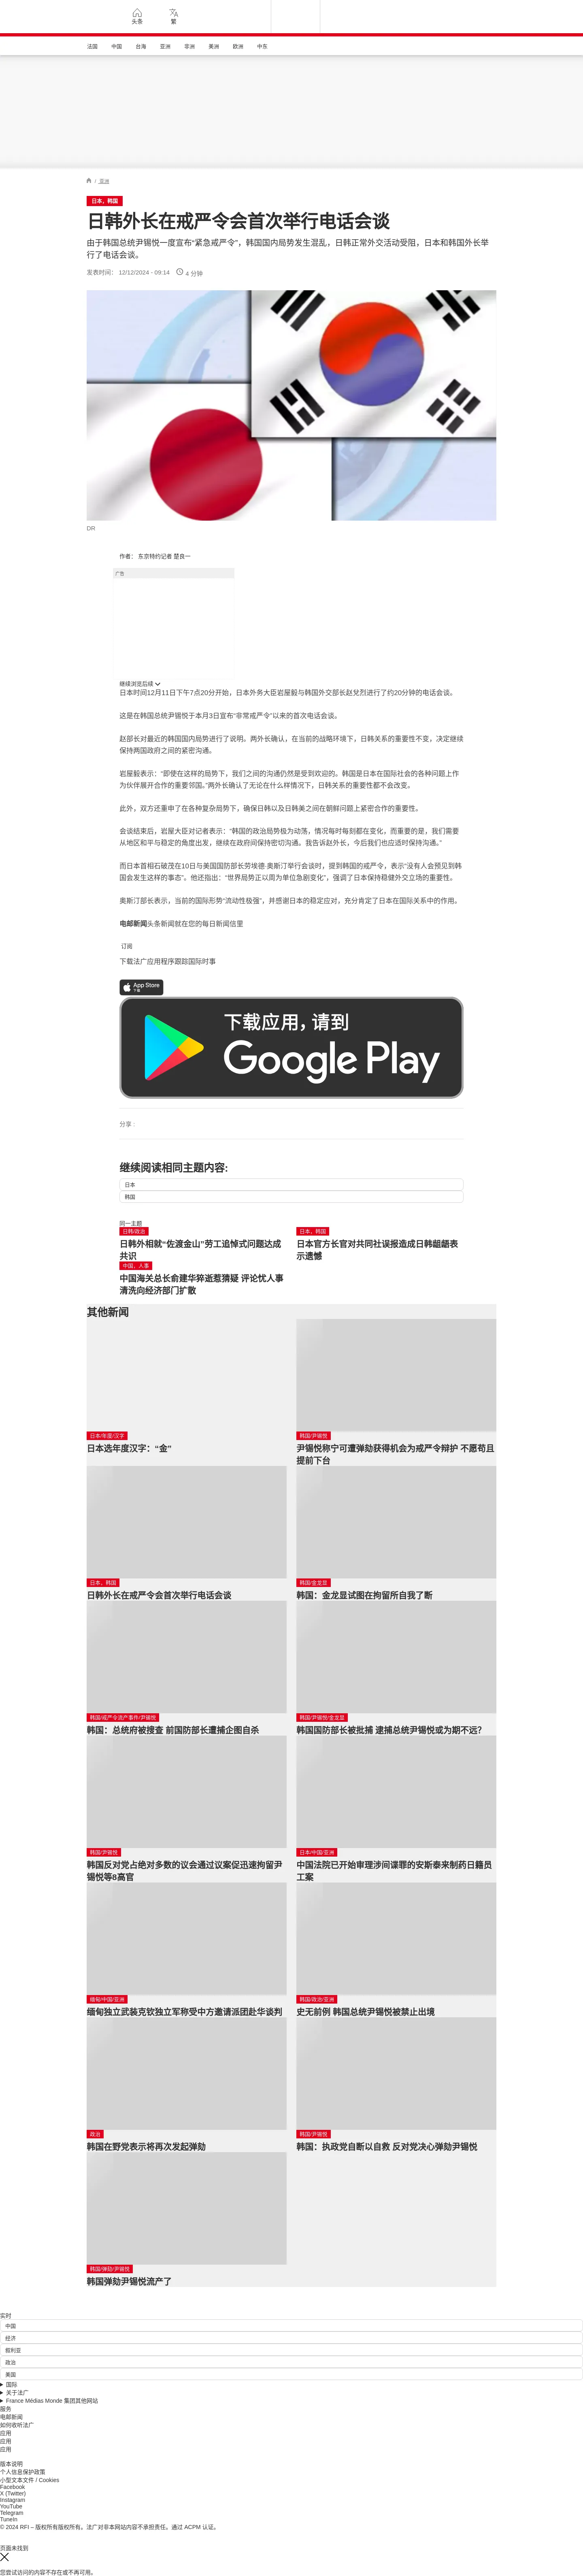 头条
繁
法国
中国
台海
亚洲
非洲
美洲
欧洲
中东
/ 亚洲
日本，韩国
日韩外长在戒严令会首次举行电话会谈
由于韩国总统尹锡悦一度宣布“紧急戒严令”，韩国国内局势发生混乱，日韩正常外交活动受阻，日本和韩国外长举
行了电话会谈。
发表时间： 12/12/2024 - 09:14
4 分钟
DR
作者： 东京特约记者 楚良一
广告
继续浏览后续
日本时间12月11日下午7点20分开始，日本外务大臣岩屋毅与韩国外交部长赵兑烈进行了约20分钟的电话会谈。
这是在韩国总统尹锡悦于本月3日宣布“非常戒严令”以来的首次电话会谈。
赵部长对最近的韩国国内局势进行了说明。两外长确认，在当前的战略环境下，日韩关系的重要性不变，决定继续
保持两国政府之间的紧密沟通。
岩屋毅表示：“即使在这样的局势下，我们之间的沟通仍然是受到欢迎的。韩国是日本在国际社会的各种问题上作
为伙伴展开合作的重要邻国。”两外长确认了无论在什么样情况下，日韩关系的重要性都不会改变。
此外，双方还重申了在各种复杂局势下，确保日韩以及日韩美之间在朝鲜问题上紧密合作的重要性。
会谈结束后，岩屋大臣对记者表示：“韩国的政治局势极为动荡，情况每时每刻都在变化，而重要的是，我们需要
从地区和平与稳定的角度出发，继续在政府间保持密切沟通。我告诉赵外长，今后我们也应适时保持沟通。”
而日本首相石破茂在10日与美国国防部长劳埃德·奥斯汀举行会谈时，提到韩国的戒严令，表示“没有人会预见到韩
国会发生这样的事态”。他还指出：“世界局势正以周为单位急剧变化”，强调了日本保持稳健外交立场的重要性。
奥斯汀部长表示，当前的国际形势“流动性极强”，并感谢日本的稳定应对，充分肯定了日本在国际关系中的作用。
电邮新闻头条新闻就在您的每日新闻信里
订阅
下载法广应用程序跟踪国际时事
App Store
下载
下载应用，请到
Google Play
分享 :
继续阅读相同主题内容:
日本
韩国
同一主题
日韩/政治
日韩外相就“佐渡金山”劳工追悼式问题达成
共识
日本，韩国
日本官方长官对共同社误报造成日韩龃龉表
示遗憾
中国，人事
中国海关总长俞建华猝逝惹猜疑 评论忧人事
清洗向经济部门扩散
其他新闻
日本/年度/汉字
日本选年度汉字：“金”
韩国/尹锡悦
尹锡悦称宁可遭弹劾获得机会为戒严令辩护 不愿苟且
提前下台
日本，韩国
日韩外长在戒严令会首次举行电话会谈
韩国/金龙显
韩国：金龙显试图在拘留所自我了断
韩国/戒严令流产事件/尹锡悦
韩国：总统府被搜查 前国防部长遭捕企图自杀
韩国/尹锡悦/金龙显
韩国国防部长被批捕 逮捕总统尹锡悦或为期不远？
韩国/尹锡悦
韩国反对党占绝对多数的议会通过议案促迅速拘留尹
锡悦等8高官
日本/中国/亚洲
中国法院已开始审理涉间谍罪的安斯泰来制药日籍员
工案
缅甸/中国/亚洲
缅甸独立武装克钦独立军称受中方邀请派团赴华谈判
韩国/政治/亚洲
史无前例 韩国总统尹锡悦被禁止出境
政治
韩国在野党表示将再次发起弹劾
韩国/尹锡悦
韩国：执政党自断以自救 反对党决心弹劾尹锡悦
韩国/弹劾/尹锡悦
韩国弹劾尹锡悦流产了
实时
中国
经济
叙利亚
政治
美国
国际
关于法广
France Médias Monde 集团其他网站
服务
电邮新闻
如何收听法广
应用
应用
应用
版本说明
个人信息保护政策
小型文本文件 / Cookies
Facebook
X (Twitter)
Instagram
YouTube
Telegram
TuneIn
© 2024 RFI – 版权所有版权所有。法广对非本网站内容不承担责任。通过 ACPM 认证。
页面未找到
您尝试访问的内容不存在或不再可用。